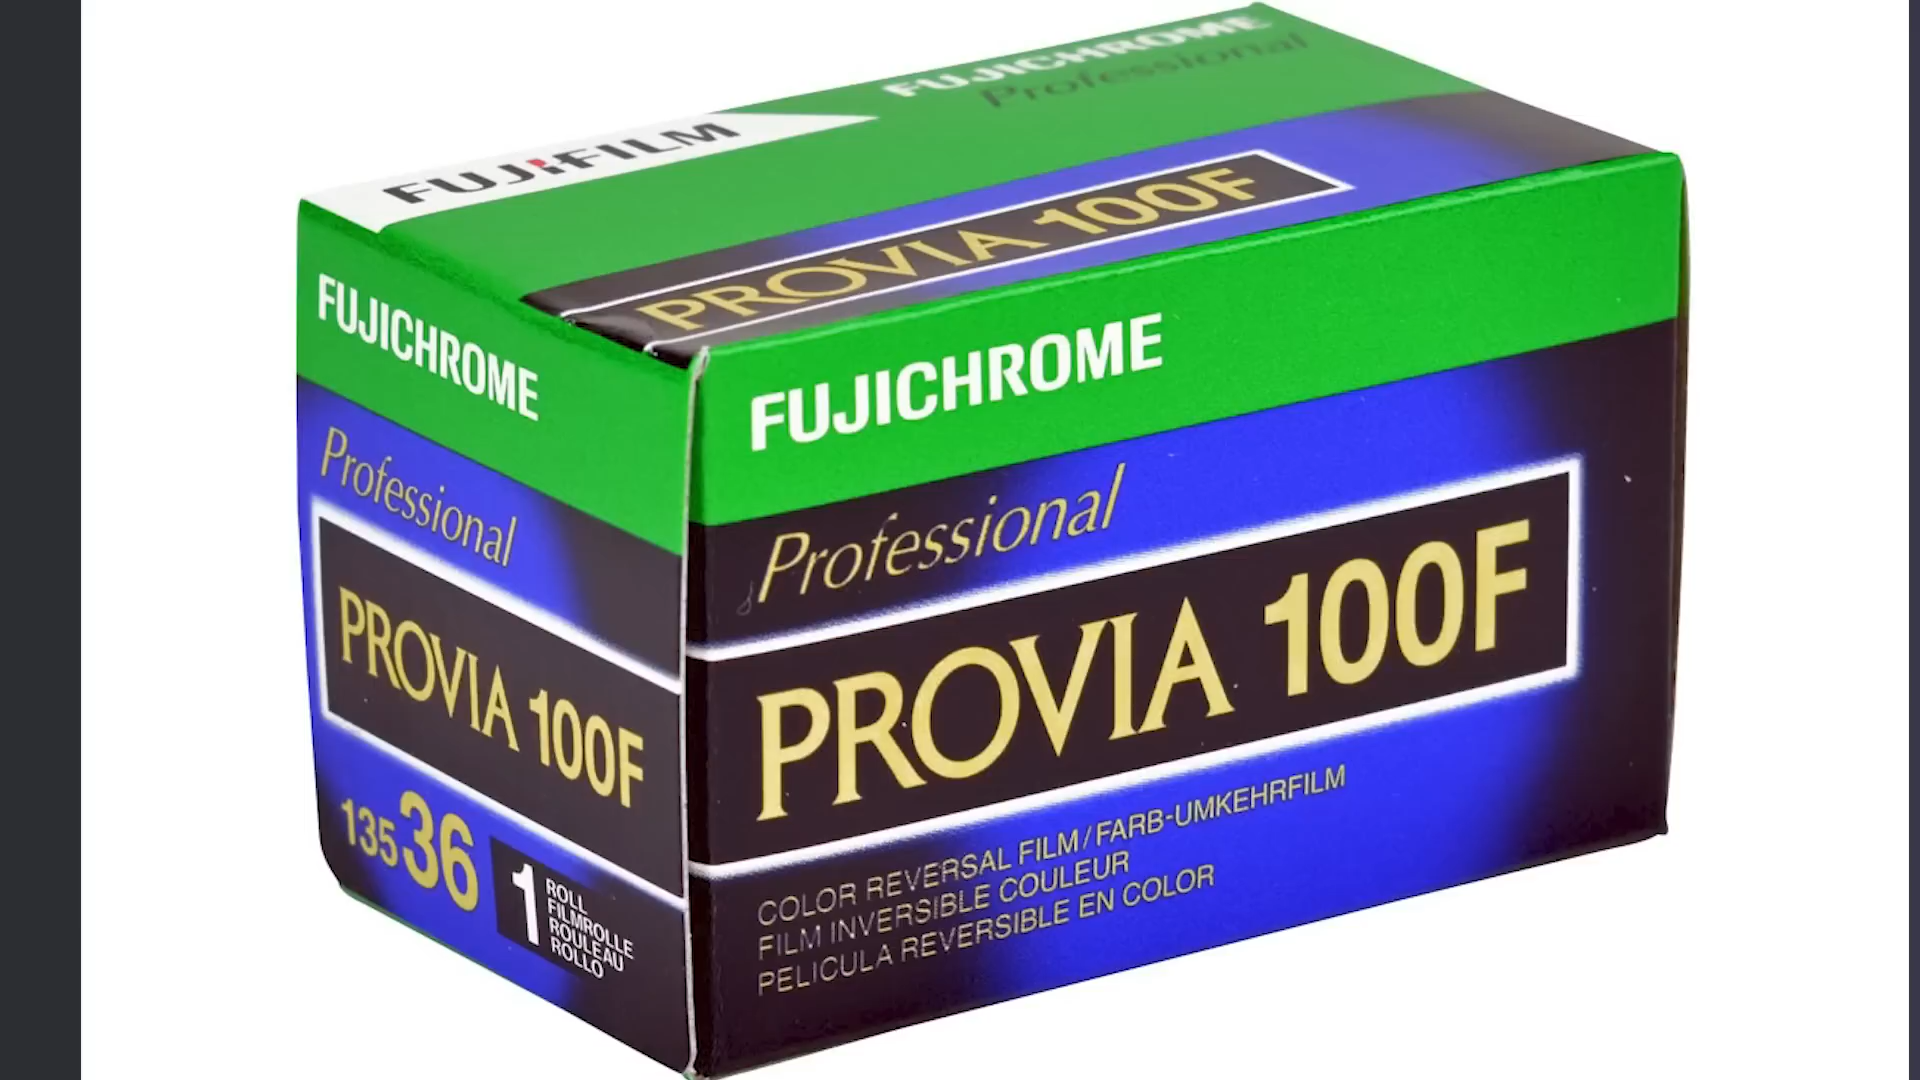 FUJIFILM
FUJICHROME
Professional
PROVIA 100F
FUJICHROME
Professional
PROVIA 100F
135 36
1
ROLL
FILMROLLE
ROULEAU
ROLLO
FUJICHROME
Professional
PROVIA 100F
COLOR REVERSAL FILM/FARB-UMKEHRFILM
FILM INVERSIBLE COULEUR
PELICULA REVERSIBLE EN COLOR